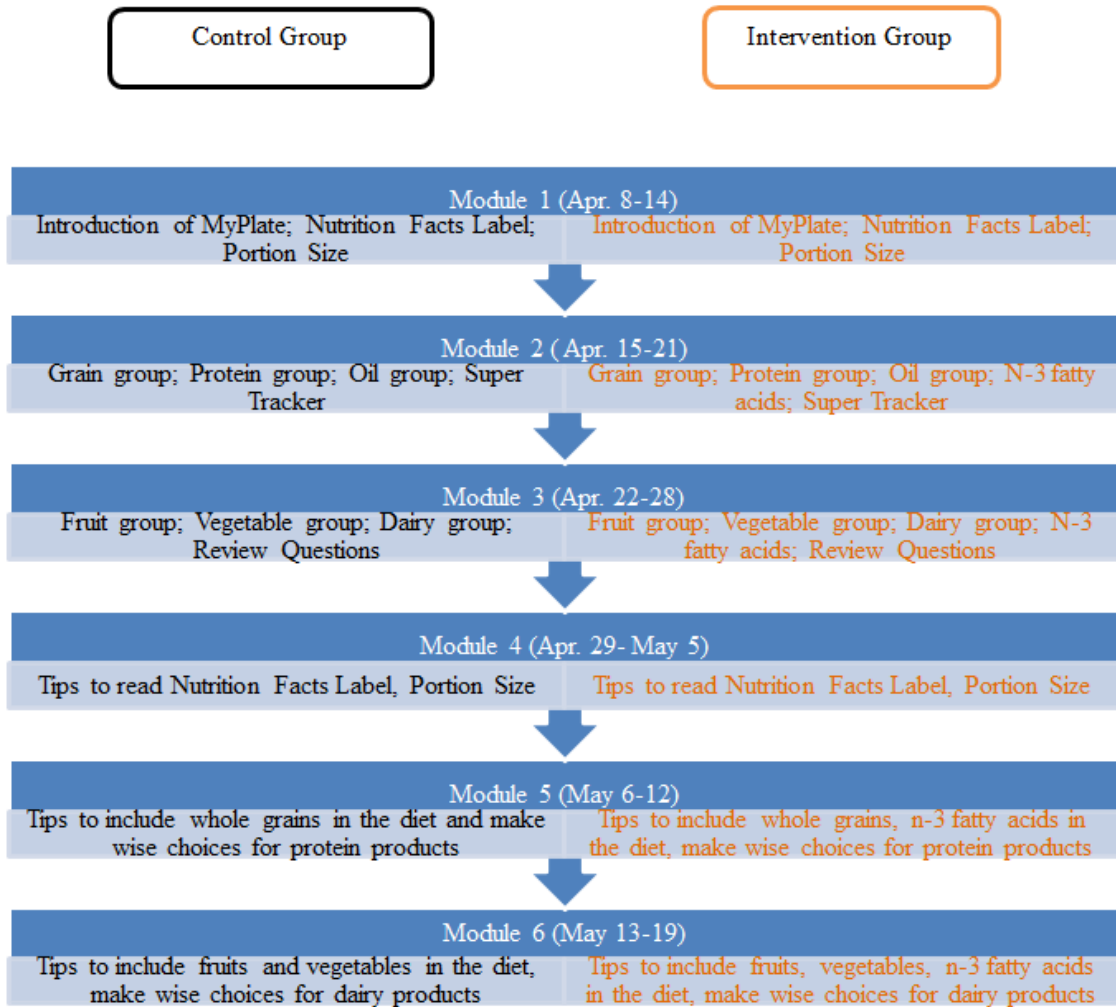 Control Group
Intervention Group
Module 1 (Apr. 8-14)
Introduction of MyPlate; Nutrition Facts Label;
Portion Size
Introduction of MyPlate; Nutrition Facts Label;
Portion Size
Module 2 ( Apr. 15-21)
Grain group; Protein group; Oil group; Super
Tracker
Grain group; Protein group; Oil group; N-3 fatty
acids; Super Tracker
Module 3 (Apr. 22-28)
Fruit group; Vegetable group; Dairy group;
Review Questions
Fruit group; Vegetable group; Dairy group; N-3
fatty acids; Review Questions
Module 4 (Apr. 29- May 5)
Tips to read Nutrition Facts Label, Portion Size
Tips to read Nutrition Facts Label, Portion Size
Module 5 (May 6-12)
Tips to include whole grains in the diet and make
wise choices for protein products
Tips to include whole grains, n-3 fatty acids in
the diet, make wise choices for protein products
Module 6 (May 13-19)
Tips to include fruits and vegetables in the diet,
make wise choices for dairy products
Tips to include fruits, vegetables, n-3 fatty acids
in the diet, make wise choices for dairy products